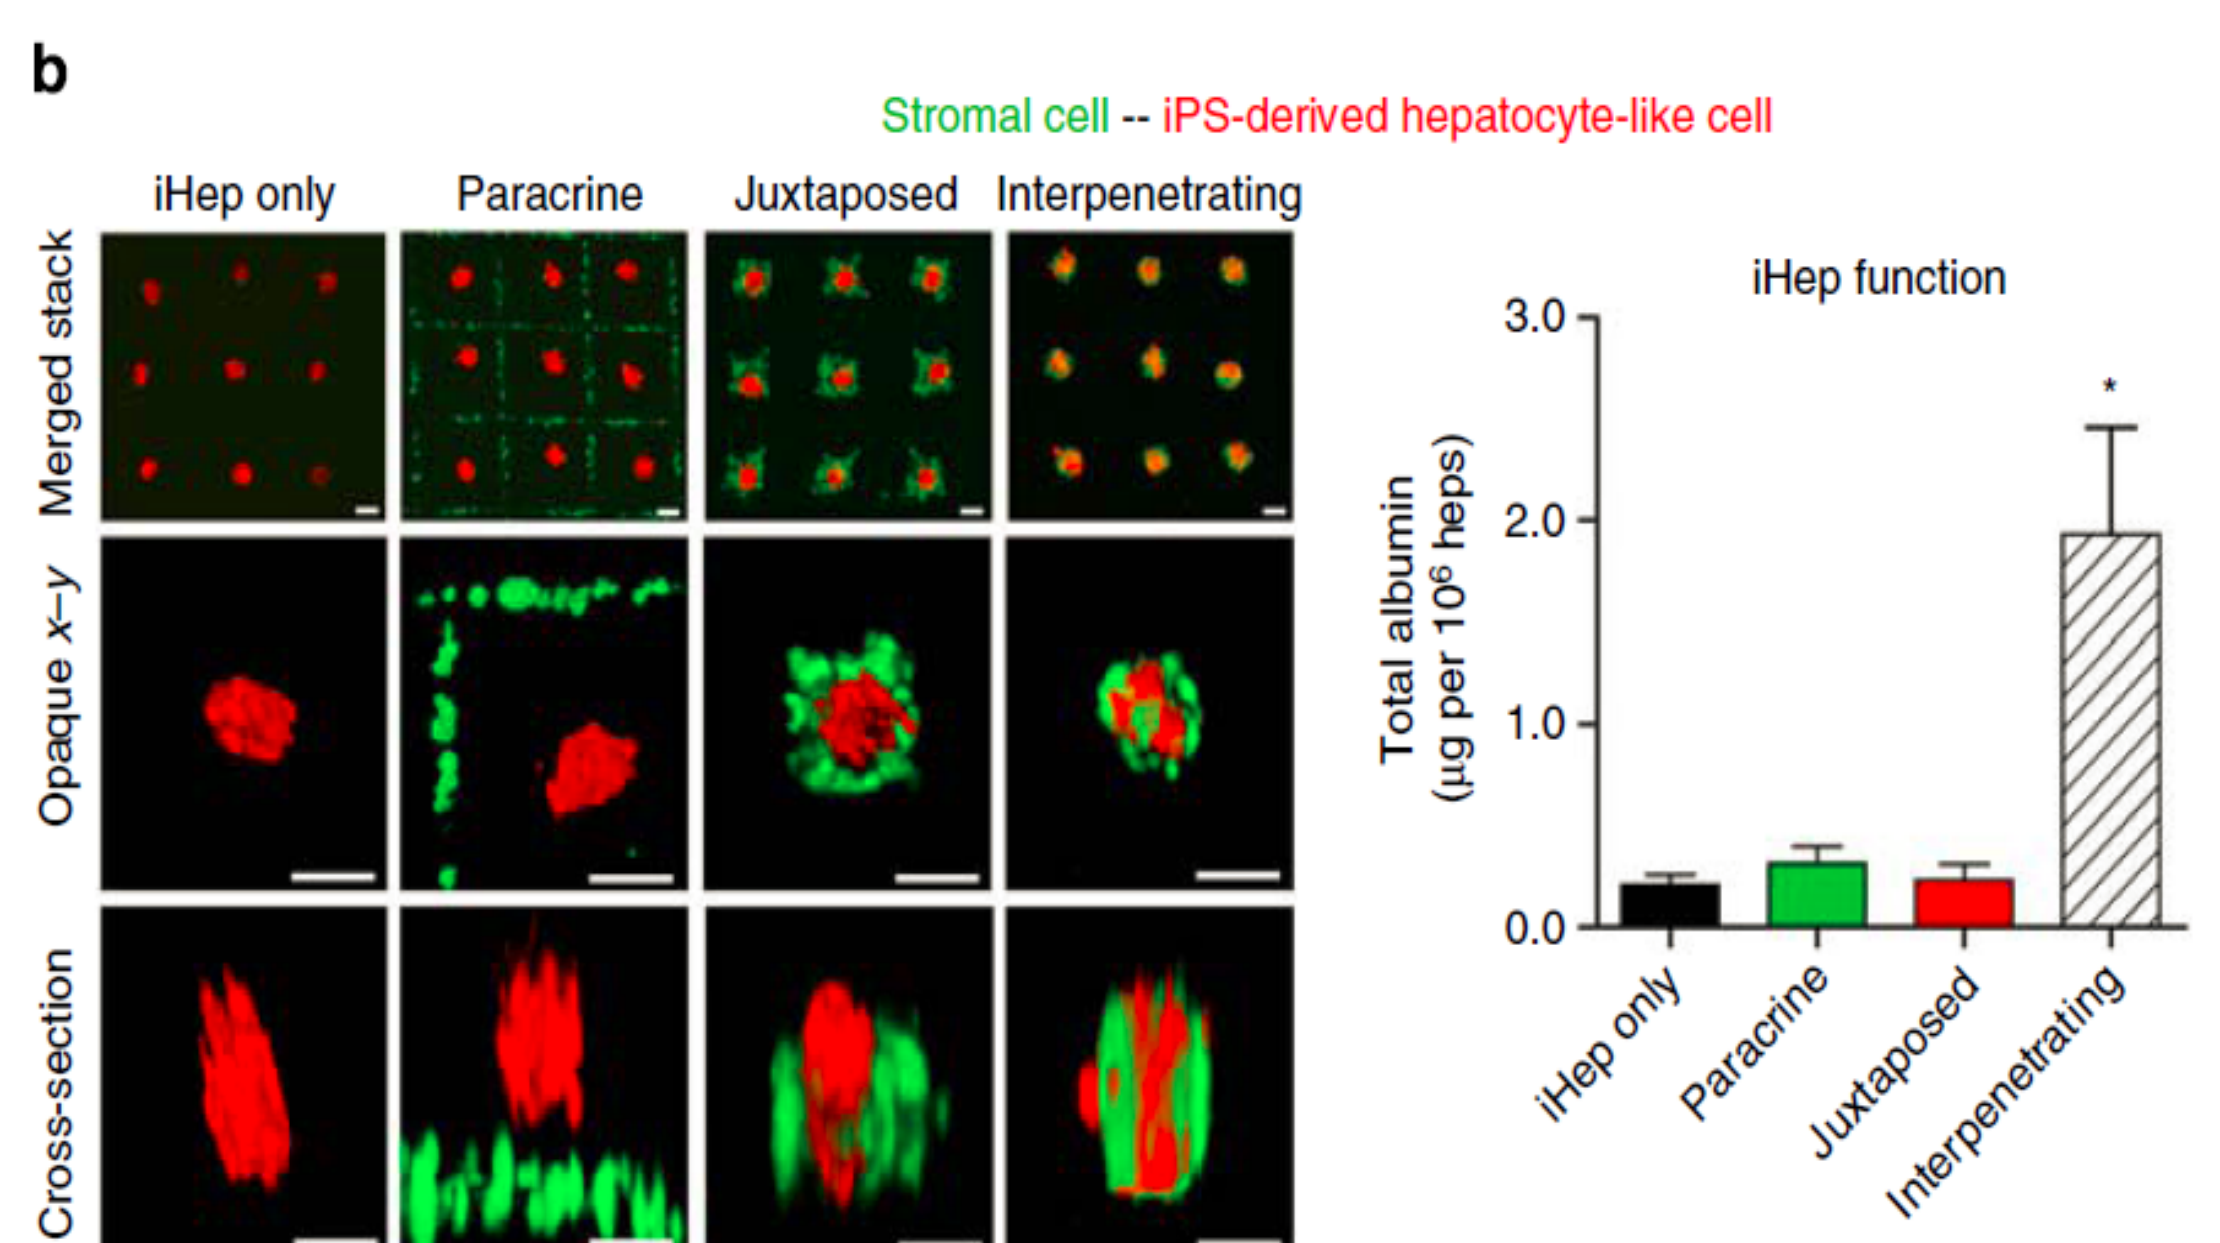 b
Stromal cell -- iPS-derived hepatocyte-like cell
iHep only
Paracrine
Juxtaposed
Interpenetrating
Merged stack
Opaque x–y
Cross-section
iHep function
Total albumin
(µg per 10⁶ heps)
3.0
*
2.0
1.0
0.0
iHep only
Paracrine
Juxtaposed
Interpenetrating